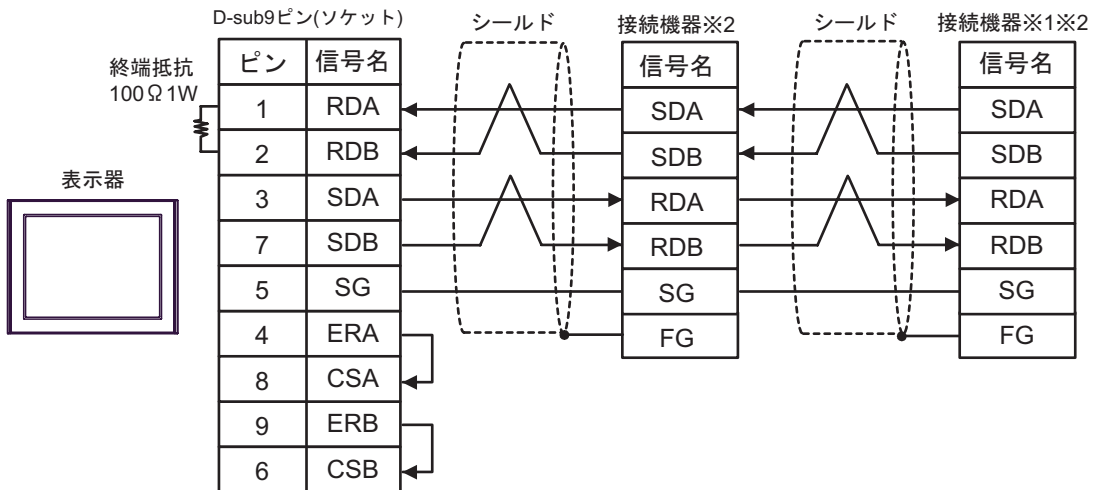 D-sub9ピン(ソケット)
シールド
接続機器※2
シールド
接続機器※1※2
終端抵抗
100Ω1W
表示器
ピン 信号名
1 RDA
2 RDB
3 SDA
7 SDB
5 SG
4 ERA
8 CSA
9 ERB
6 CSB
信号名
SDA
SDB
RDA
RDB
SG
FG
信号名
SDA
SDB
RDA
RDB
SG
FG